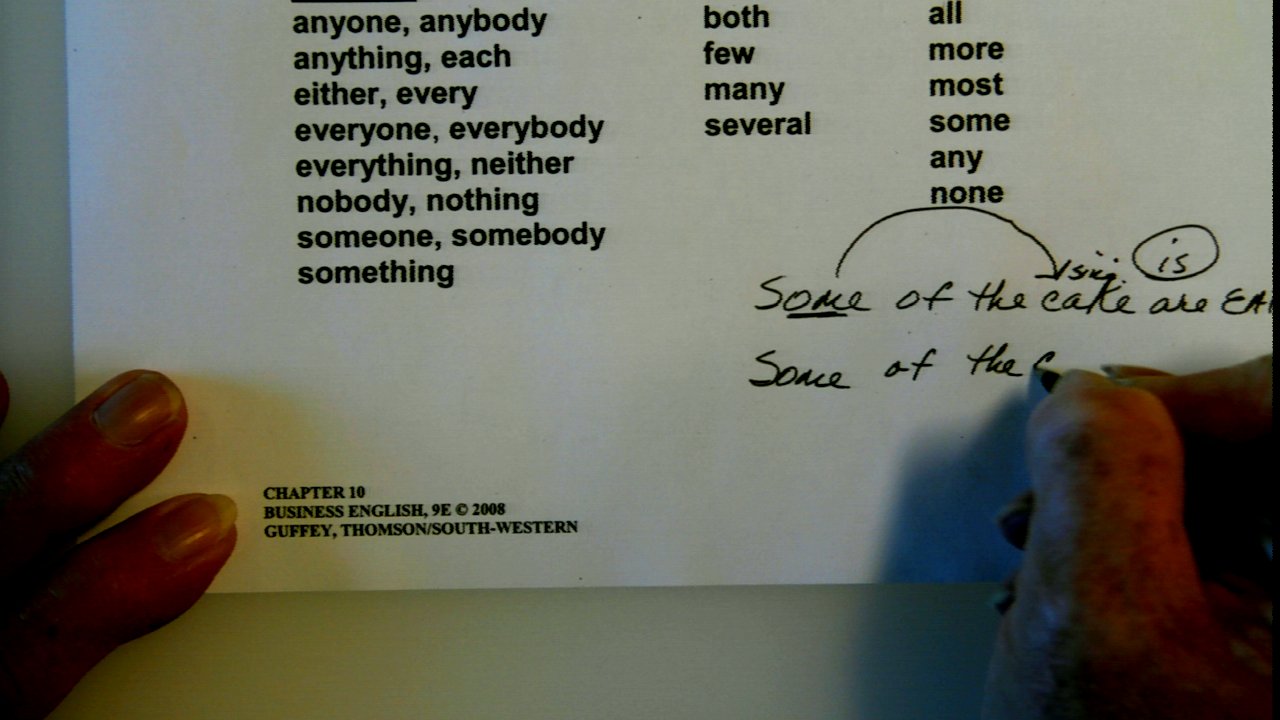 anyone, anybody both all
anything, each few more
either, every many most
everyone, everybody several some
everything, neither any
nobody, nothing none
someone, somebody
something
is
Some of the cake are EA
Some of the
CHAPTER 10
BUSINESS ENGLISH, 9E © 2008
GUFFEY, THOMSON/SOUTH-WESTERN